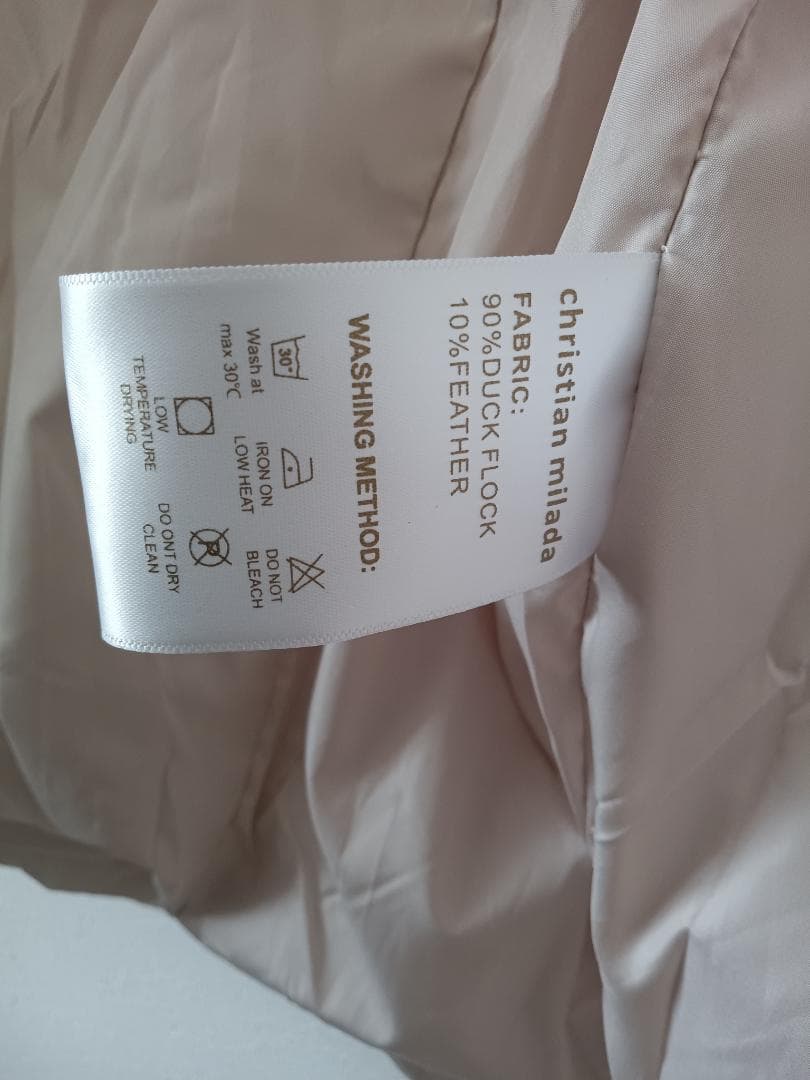 christian milada
FABRIC:
90%DUCK FLOCK
10%FEATHER
WASHING METHOD:
30°
Wash at
max 30°C
IRON ON
LOW HEAT
DO NOT
BLEACH
LOW
TEMPERATURE
DRYING
P
DO ONT DRY
CLEAN